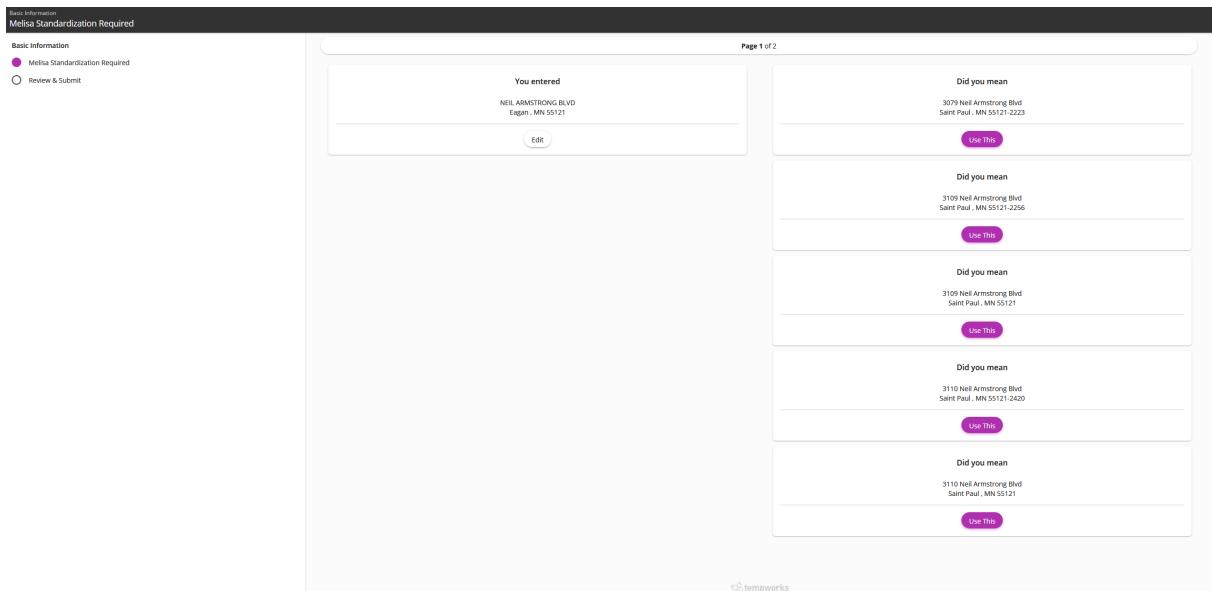 Basic Information
Melisa Standardization Required
Basic Information
Melisa Standardization Required
Review & Submit
Page 1 of 2
You entered
NEIL ARMSTRONG BLVD
Eagan , MN 55121
Edit
Did you mean
3079 Neil Armstrong Blvd
Saint Paul , MN 55121-2223
Use This
Did you mean
3109 Neil Armstrong Blvd
Saint Paul , MN 55121-2256
Use This
Did you mean
3109 Neil Armstrong Blvd
Saint Paul , MN 55121
Use This
Did you mean
3110 Neil Armstrong Blvd
Saint Paul , MN 55121-2420
Use This
Did you mean
3110 Neil Armstrong Blvd
Saint Paul , MN 55121
Use This
tempworks